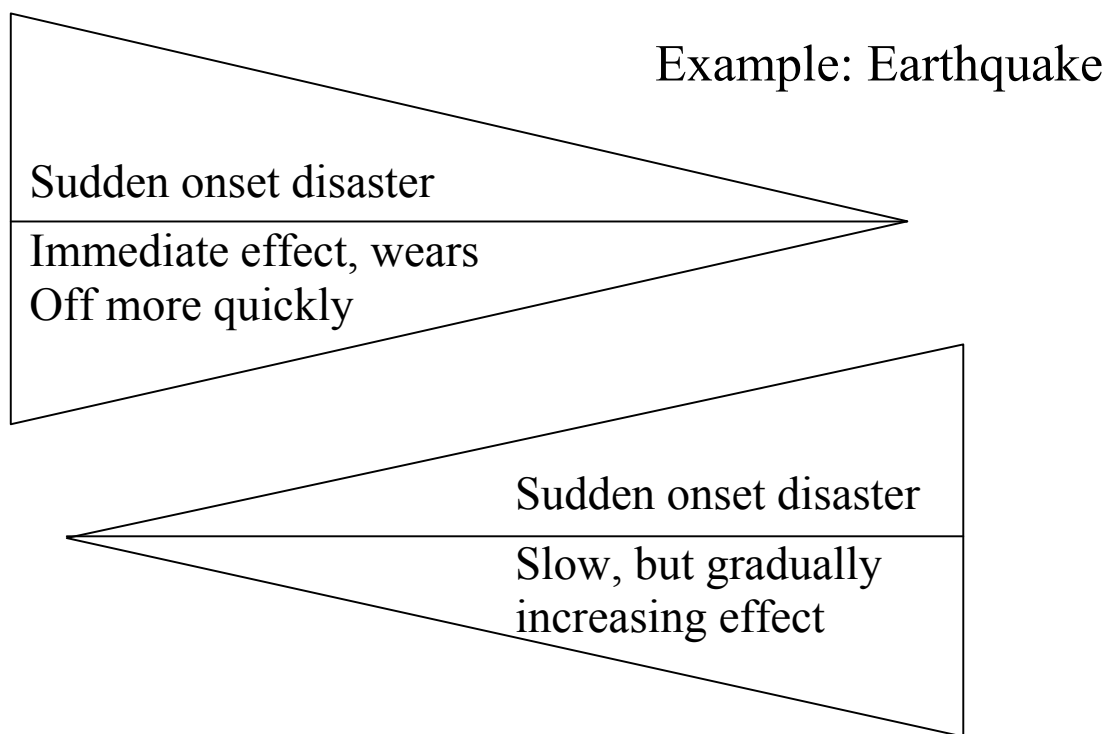 Example: Earthquake
Sudden onset disaster
Immediate effect, wears
Off more quickly
Sudden onset disaster
Slow, but gradually
increasing effect